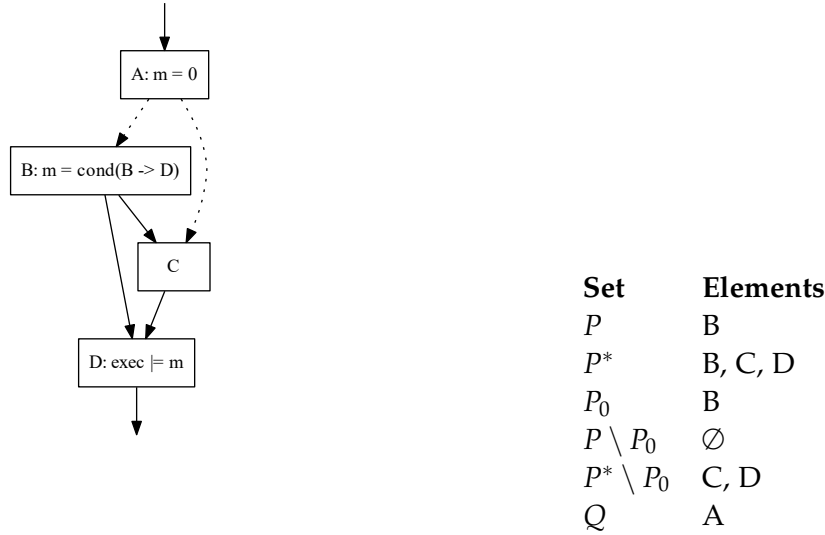 A: m = 0
B: m = cond(B -> D)
C
D: exec |= m
Set Elements
P B
P* B, C, D
P₀ B
P \ P₀ ∅
P* \ P₀ C, D
Q A